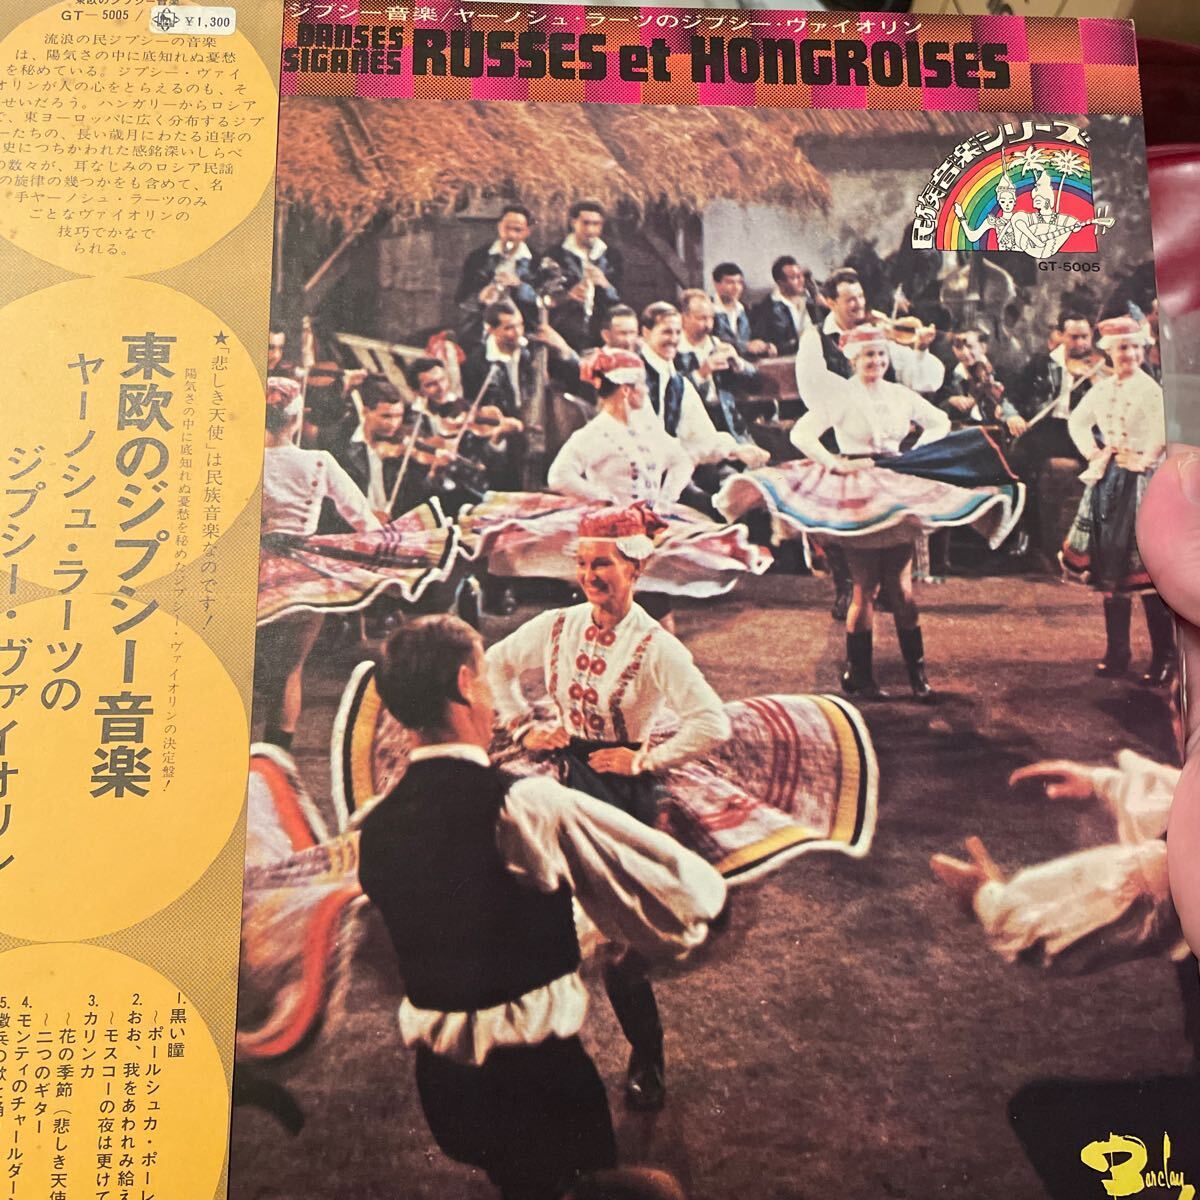 東欧のジプシー音楽
GT-5005/
¥1,300
流浪の民ジプシーの音楽
は、陽気さの中に底知れぬ憂愁
を秘めている。ジプシー・ヴァイ
オリンが人の心をとらえるのも、そ
せいだろう。ハンガリーからロシア
で、東ヨーロッパに広く分布するジプ
ーたちの、長い歳月にわたる迫害の
史につちかわれた感銘深いしらべ
の数々が、耳なじみのロシア民謡
の旋律の幾つかをも含めて、名
手ヤーノシュ・ラーツのみ
ごとなヴァイオリンの
技巧でかなで
られる。
★「悲しき天使」は民族音楽なのです!
陽気さの中に底知れぬ憂愁を秘めたジプシー・ヴァイオリンの決定盤!
東欧のジプシー音楽
ヤーノシュ・ラーツの
ジプシー・ヴァイオリン
1.黒い瞳
~ポールシュカ・ポーレ
2.おお、我をあわれみ給え
~モスコーの夜は更けて
3.カリンカ
~花の季節(悲しき天使
~二つのギター
4.モンティのチャールダー
5.
ジプシー音楽/ヤーノシュ・ラーツのジプシー・ヴァイオリン
DANSES
SIGANES RUSSES et HONGROISES
民族音楽シリーズ
GT-5005
Barclay